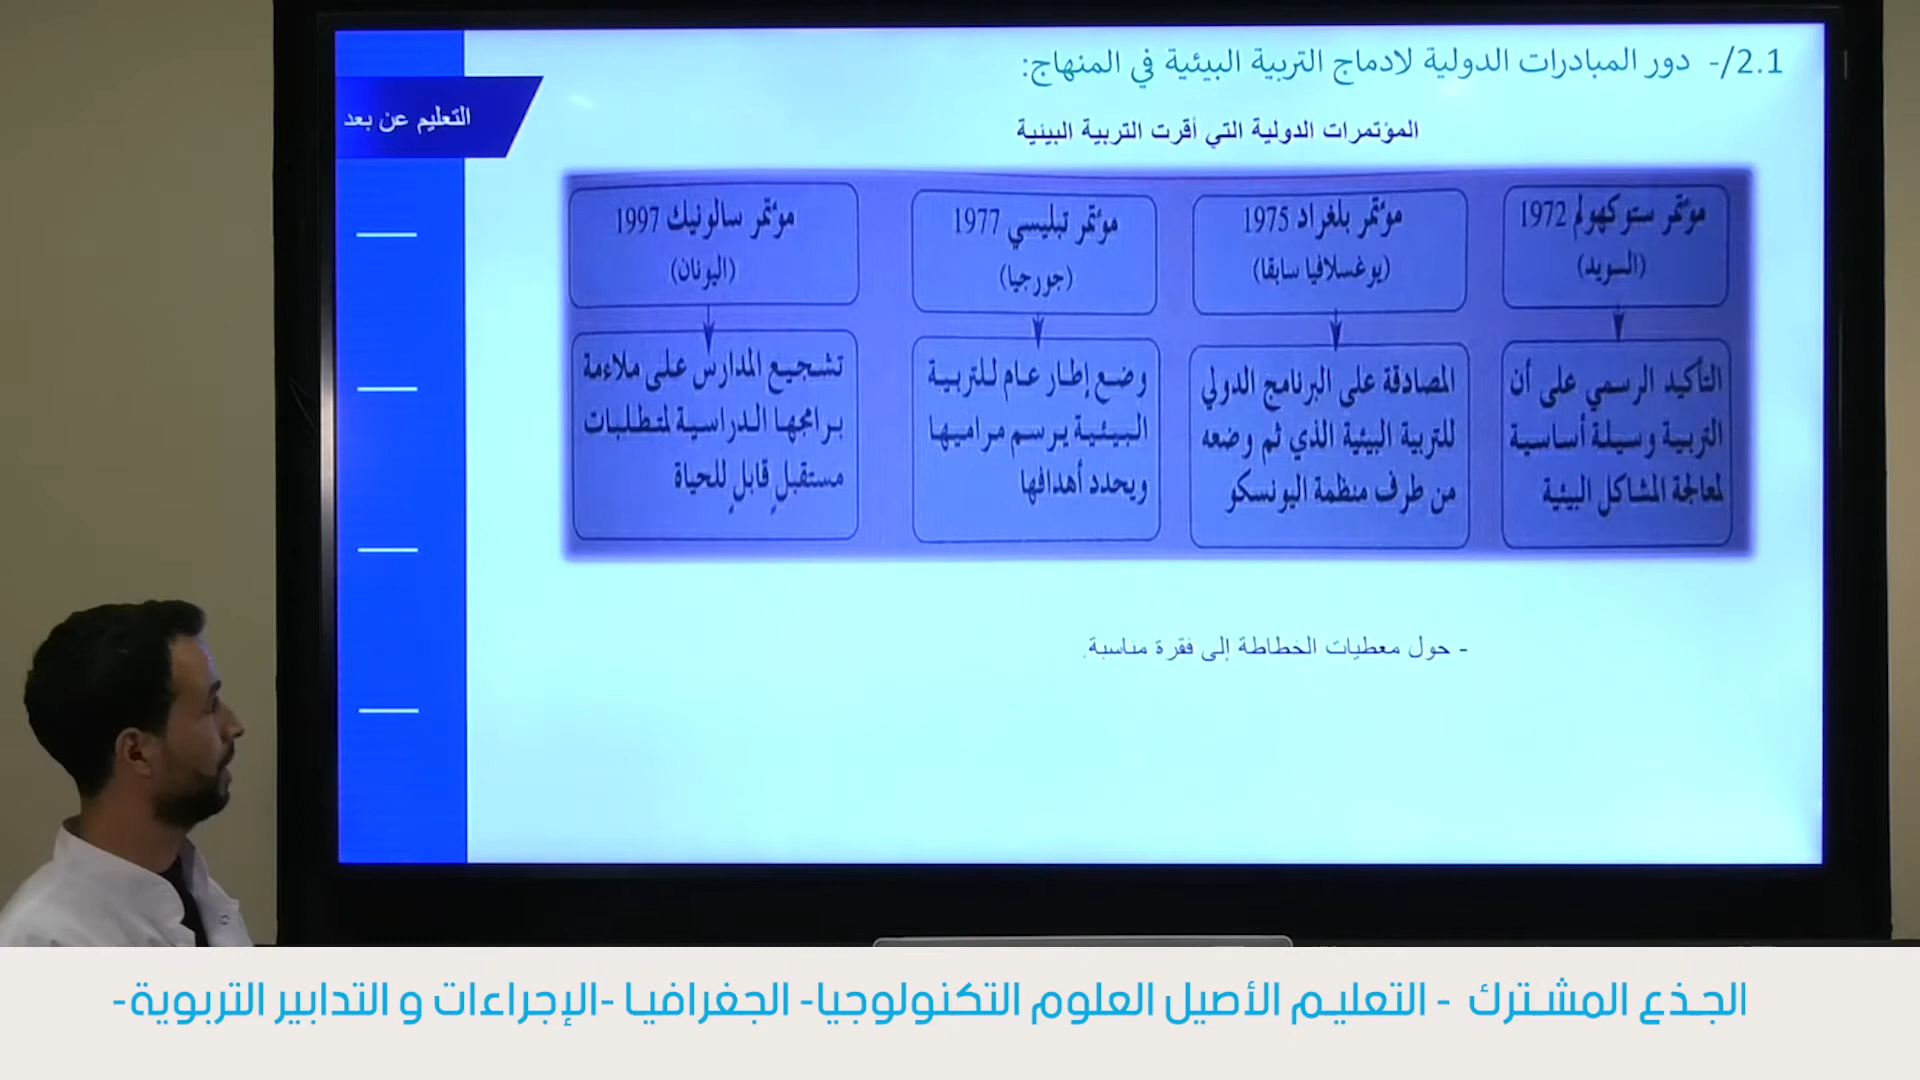 2.1/- دور المبادرات الدولية لادماج التربية البيئية في المنهاج:
التعليم عن بعد
المؤتمرات الدولية التي أقرت التربية البيئية
مؤتمر ستوكهولم 1972
(السويد)
التأكيد الرسمي على أن
التربية وسيلة أساسية
لمعالجة المشاكل البيئية
مؤتمر بلغراد 1975
(يوغسلافيا سابقا)
المصادقة على البرنامج الدولي
للتربية البيئية الذي ثم وضعه
من طرف منظمة اليونسكو
مؤتمر تبليسي 1977
(جورجيا)
وضع إطار عام للتربية
البيئية يرسم مراميها
ويحدد أهدافها
مؤتمر سالونيك 1997
(اليونان)
تشجيع المدارس على ملاءمة
برامجها الدراسية لمتطلبات
مستقبلٍ قابلٍ للحياة
- حول معطيات الخطاطة إلى فقرة مناسبة.
الجذع المشترك - التعليم الأصيل العلوم التكنولوجيا- الجغرافيا -الإجراءات و التدابير التربوية-